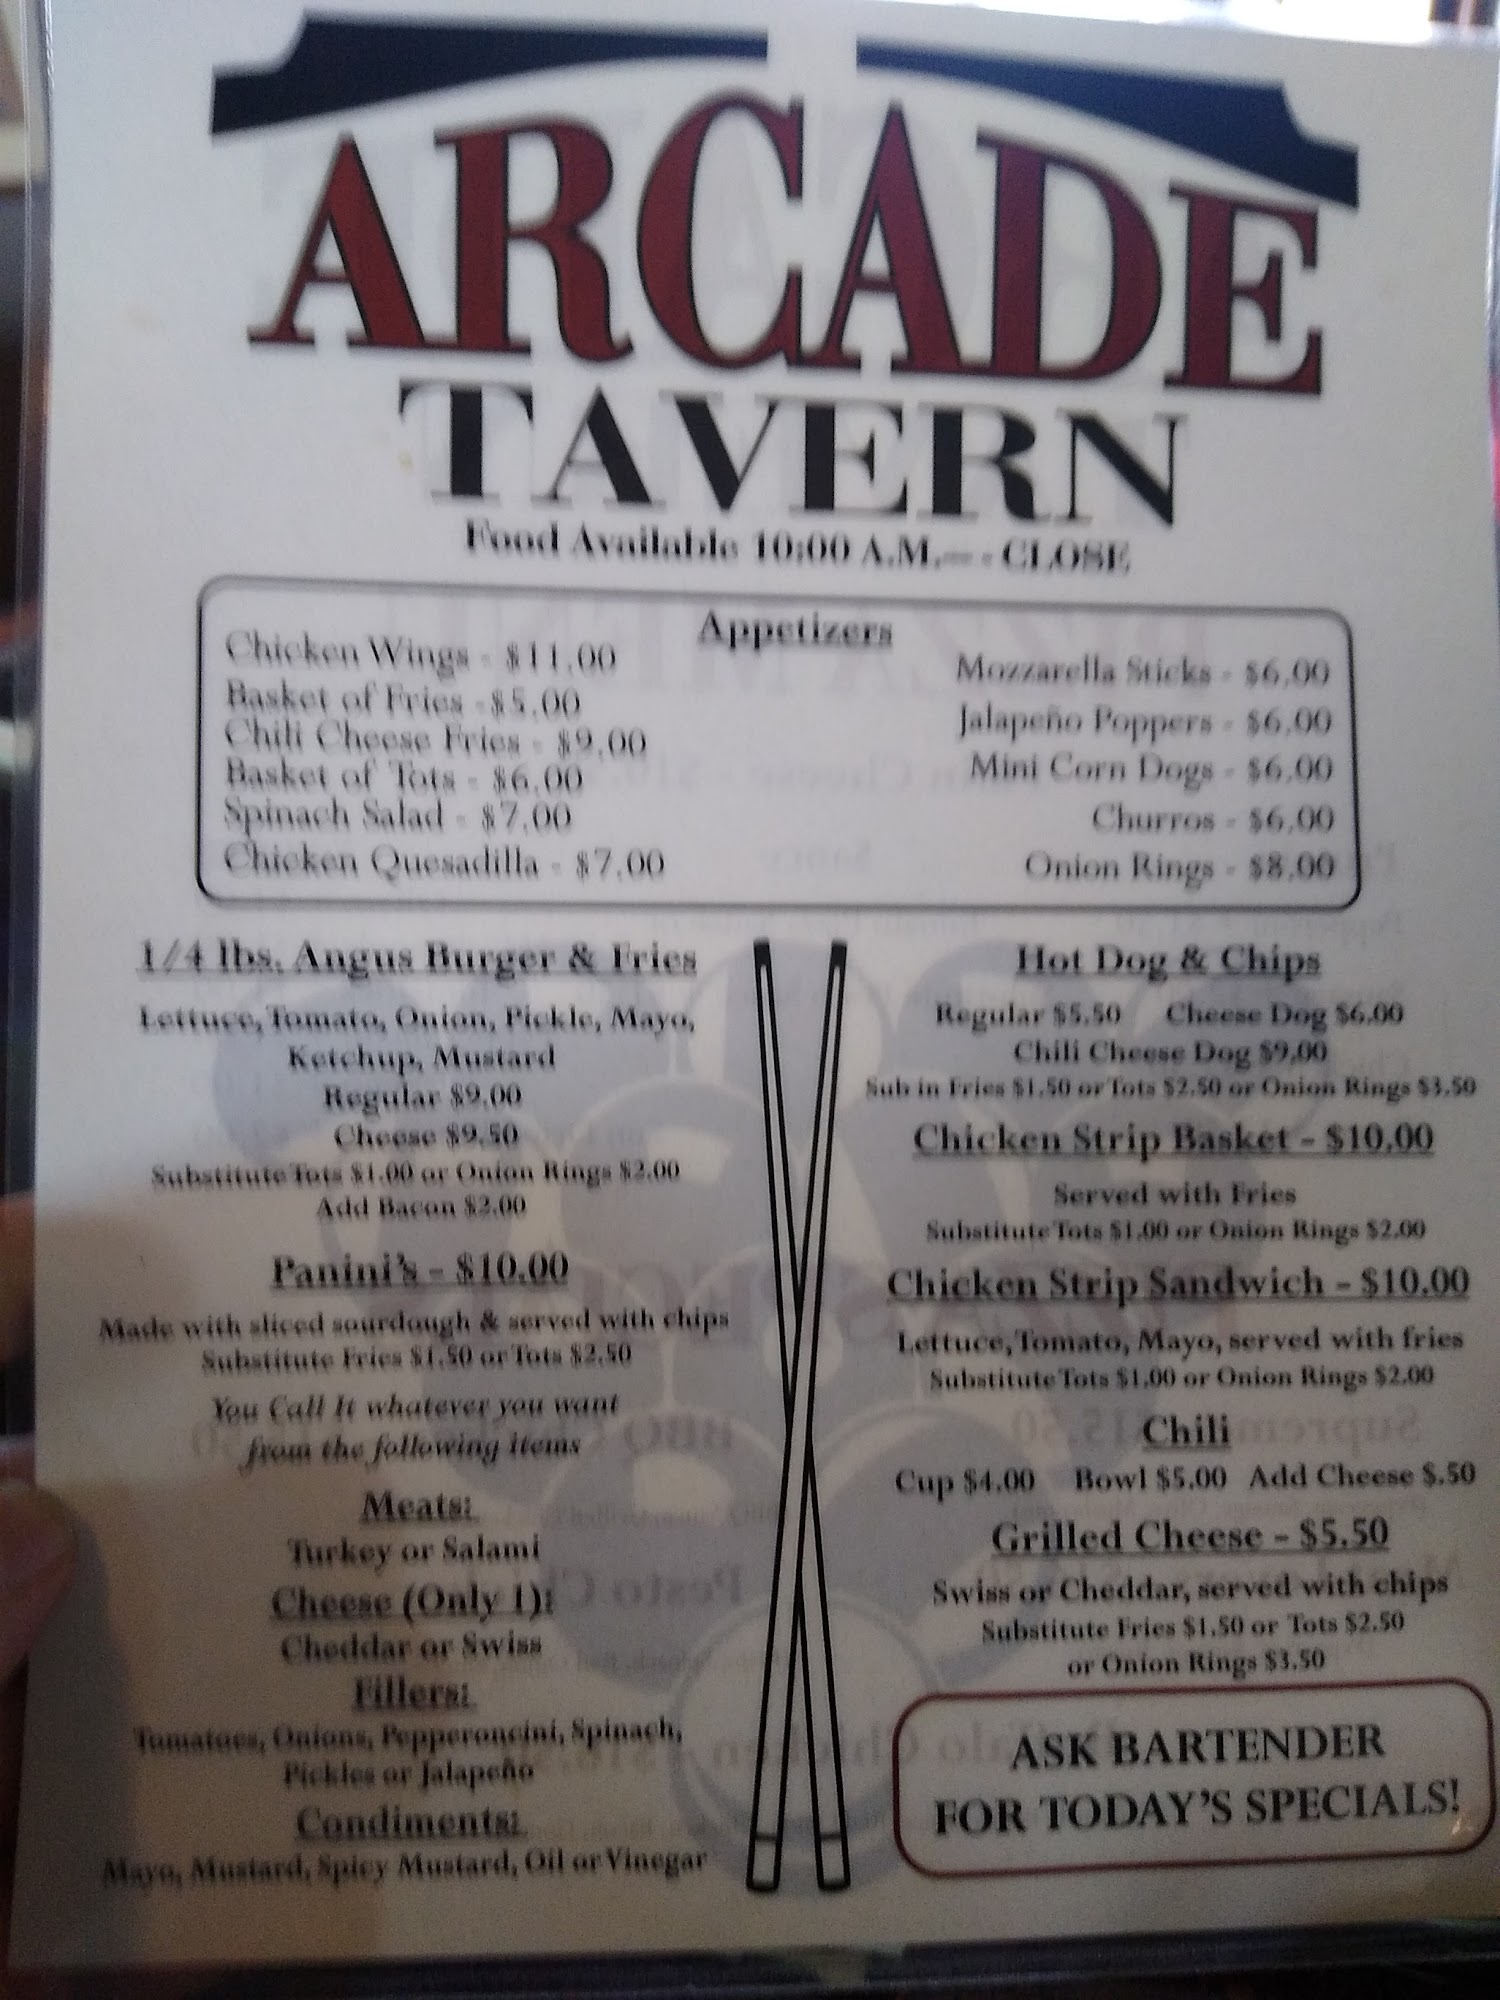 ARCADE
TAVERN
Food Available 10:00 A.M.— - CLOSE
Appetizers
Chicken Wings - $11.00
Basket of Fries -$5.00
Chili Cheese Fries - $9.00
Basket of Tots - $6.00
Spinach Salad - $7.00
Chicken Quesadilla - $7.00
Mozzarella Sticks - $6.00
Jalapeño Poppers - $6.00
Mini Corn Dogs - $6.00
Churros - $6.00
Onion Rings - $8.00
1/4 lbs. Angus Burger & Fries
Lettuce, Tomato, Onion, Pickle, Mayo,
Ketchup, Mustard
Regular $9.00
Cheese $9.50
Substitute Tots $1.00 or Onion Rings $2.00
Add Bacon $2.00
Panini's - $10.00
Made with sliced sourdough & served with chips
Substitute Fries $1.50 or Tots $2.50
You Call It whatever you want
from the following items
Meats:
Turkey or Salami
Cheese (Only 1):
Cheddar or Swiss
Fillers:
Tomatoes, Onions, Pepperoncini, Spinach,
Pickles or Jalapeño
Condiments:
Mayo, Mustard, Spicy Mustard, Oil or Vinegar
Hot Dog & Chips
Regular $5.50 Cheese Dog $6.00
Chili Cheese Dog $9.00
Sub in Fries $1.50 or Tots $2.50 or Onion Rings $3.50
Chicken Strip Basket - $10.00
Served with Fries
Substitute Tots $1.00 or Onion Rings $2.00
Chicken Strip Sandwich - $10.00
Lettuce, Tomato, Mayo, served with fries
Substitute Tots $1.00 or Onion Rings $2.00
Chili
Cup $4.00 Bowl $5.00 Add Cheese $.50
Grilled Cheese - $5.50
Swiss or Cheddar, served with chips
Substitute Fries $1.50 or Tots $2.50
or Onion Rings $3.50
ASK BARTENDER
FOR TODAY'S SPECIALS!